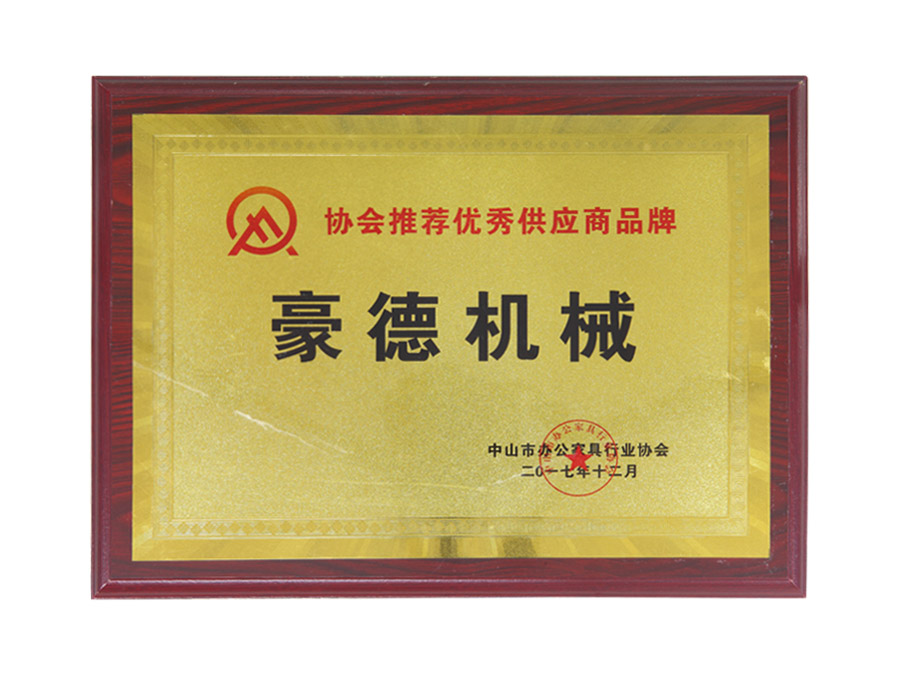 协会推荐优秀供应商品牌
豪德机械
中山市办公家具行业协会
二〇一七年十二月